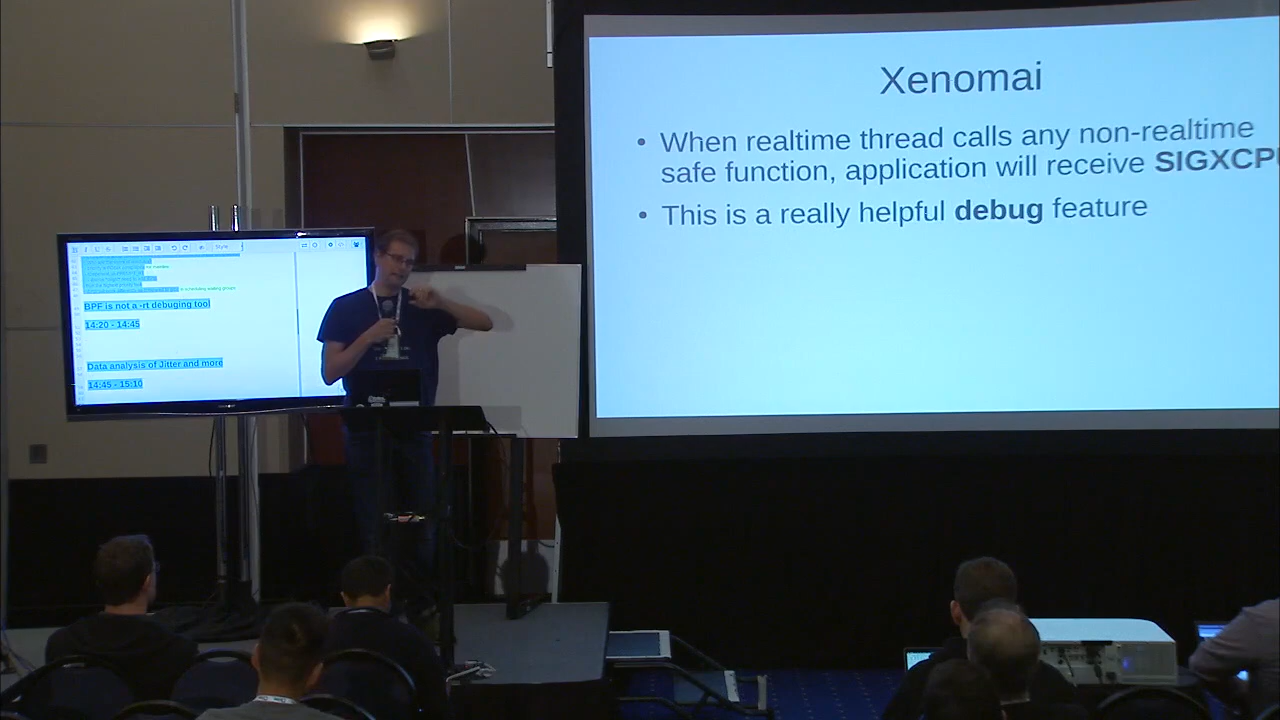 Xenomai
• When realtime thread calls any non-realtime
safe function, application will receive SIGXCP
• This is a really helpful debug feature
Style
BPF is not a -rt debuging tool
14:20 - 14:45
Data analysis of Jitter and more
14:45 - 15:10